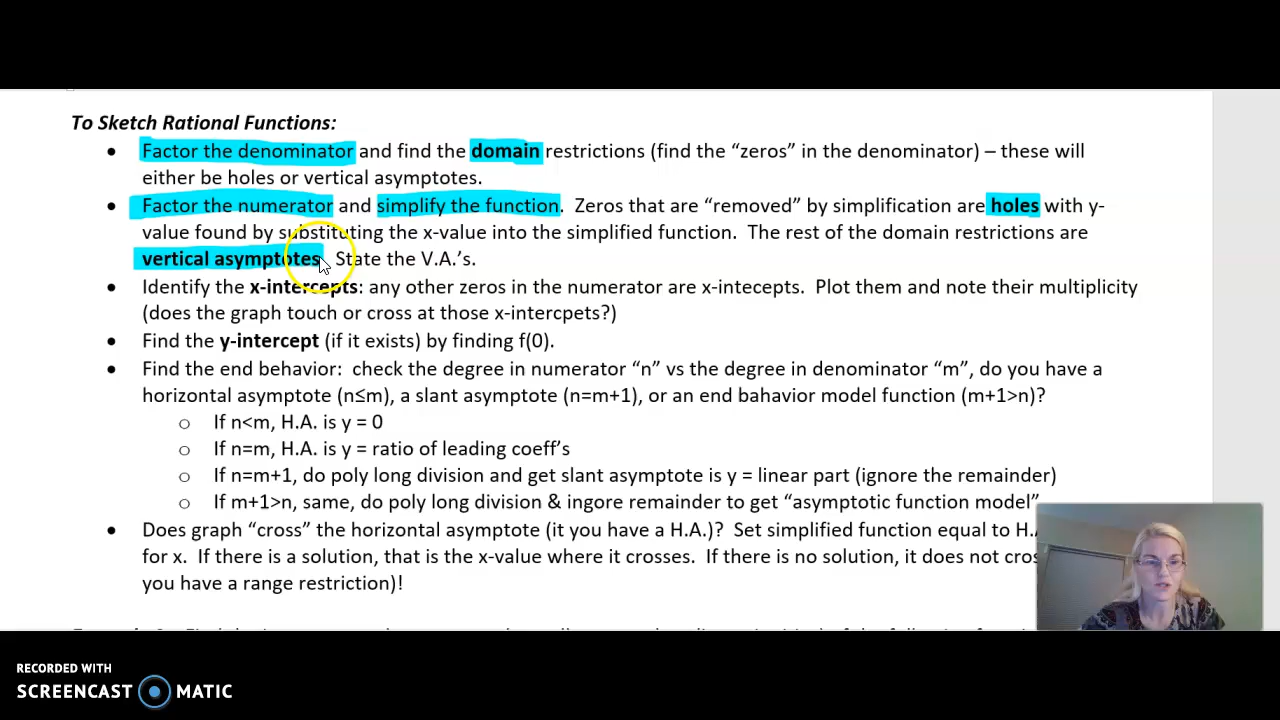 To Sketch Rational Functions:
• Factor the denominator and find the domain restrictions (find the “zeros” in the denominator) – these will
either be holes or vertical asymptotes.
• Factor the numerator and simplify the function. Zeros that are “removed” by simplification are holes with y-
value found by substituting the x-value into the simplified function. The rest of the domain restrictions are
vertical asymptotes. State the V.A.’s.
• Identify the x-intercepts: any other zeros in the numerator are x-intecepts. Plot them and note their multiplicity
(does the graph touch or cross at those x-intercpets?)
• Find the y-intercept (if it exists) by finding f(0).
• Find the end behavior: check the degree in numerator “n” vs the degree in denominator “m”, do you have a
horizontal asymptote (n≤m), a slant asymptote (n=m+1), or an end bahavior model function (m+1>n)?
o If n<m, H.A. is y = 0
o If n=m, H.A. is y = ratio of leading coeff’s
o If n=m+1, do poly long division and get slant asymptote is y = linear part (ignore the remainder)
o If m+1>n, same, do poly long division & ingore remainder to get “asymptotic function model”
• Does graph “cross” the horizontal asymptote (it you have a H.A.)? Set simplified function equal to H.
for x. If there is a solution, that is the x-value where it crosses. If there is no solution, it does not cros
you have a range restriction)!
RECORDED WITH
SCREENCAST MATIC